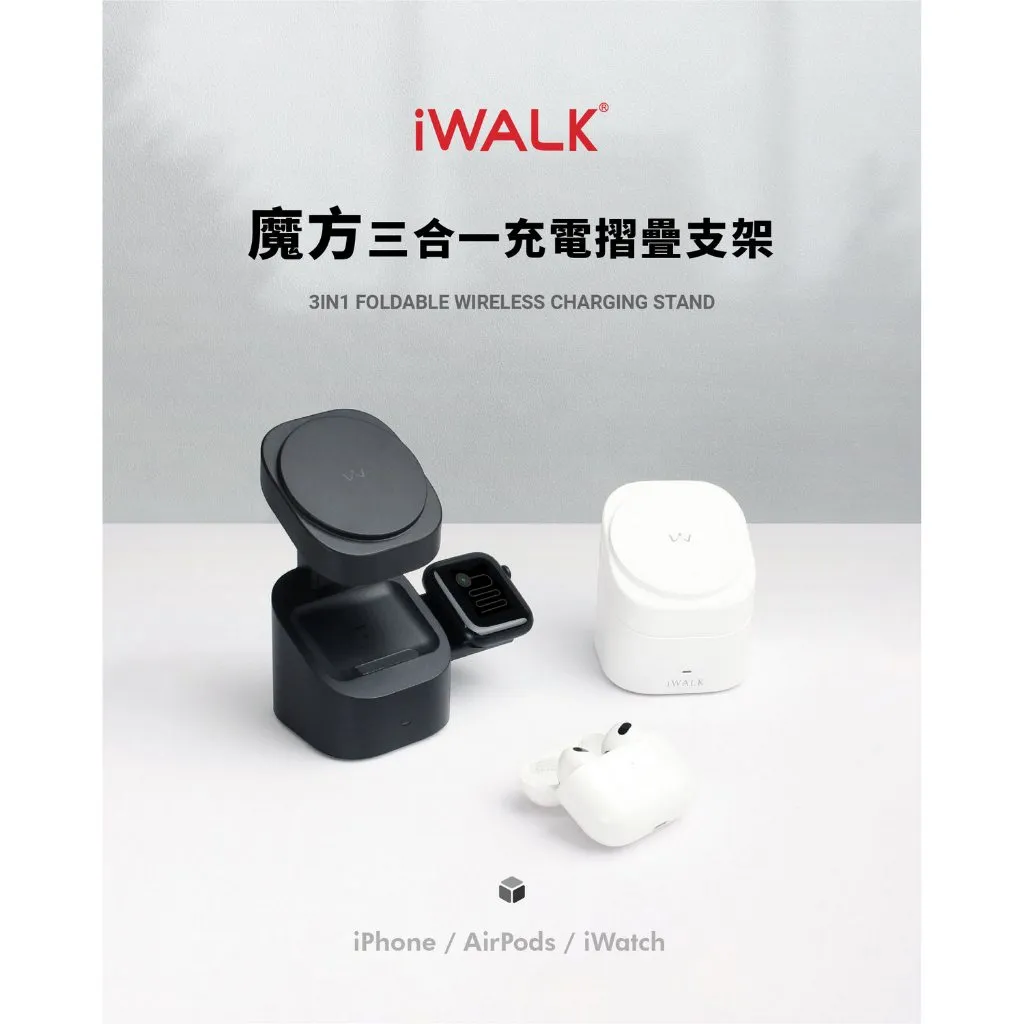 iWALK®
魔方三合一充電摺疊支架
3IN1 FOLDABLE WIRELESS CHARGING STAND
iWALK
iPhone / AirPods / iWatch